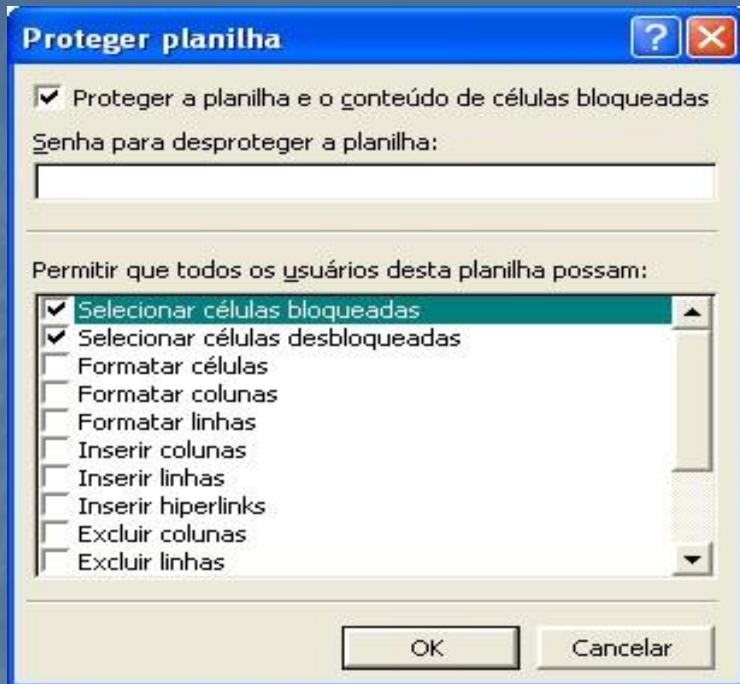 Proteger planilha
Proteger a planilha e o conteúdo de células bloqueadas
Senha para desproteger a planilha:
Permitir que todos os usuários desta planilha possam:
Selecionar células bloqueadas
Selecionar células desbloqueadas
Formatar células
Formatar colunas
Formatar linhas
Inserir colunas
Inserir linhas
Inserir hiperlinks
Excluir colunas
Excluir linhas
OK Cancelar